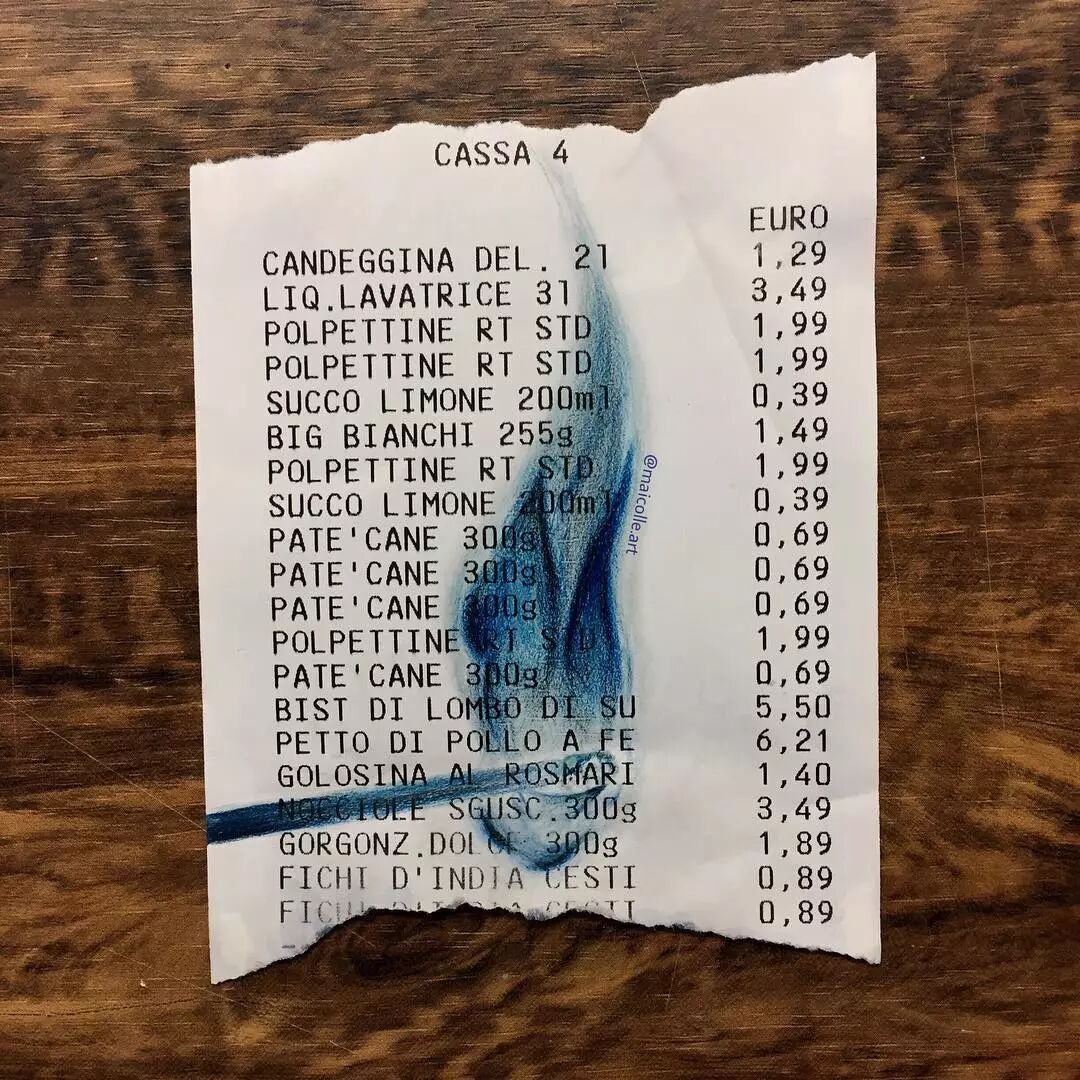 CASSA 4
EURO
CANDEGGINA DEL. 2l 1,29
LIQ.LAVATRICE 3l 3,49
POLPETTINE RT STD 1,99
POLPETTINE RT STD 1,99
SUCCO LIMONE 200ml 0,39
BIG BIANCHI 255g 1,49
POLPETTINE RT STD 1,99
SUCCO LIMONE 200ml 0,39
PATE'CANE 300g 0,69
PATE'CANE 300g 0,69
PATE'CANE 300g 0,69
POLPETTINE RT STD 1,99
PATE'CANE 300g 0,69
BIST DI LOMBO DI SU 5,50
PETTO DI POLLO A FE 6,21
GOLOSINA AL ROSMARI 1,40
NOCCIOLE SGUSC.300g 3,49
GORGONZ.DOLCE 300g 1,89
FICHI D'INDIA CESTI 0,89
FICHI D'INDIA CESTI 0,89
@maicolle.art